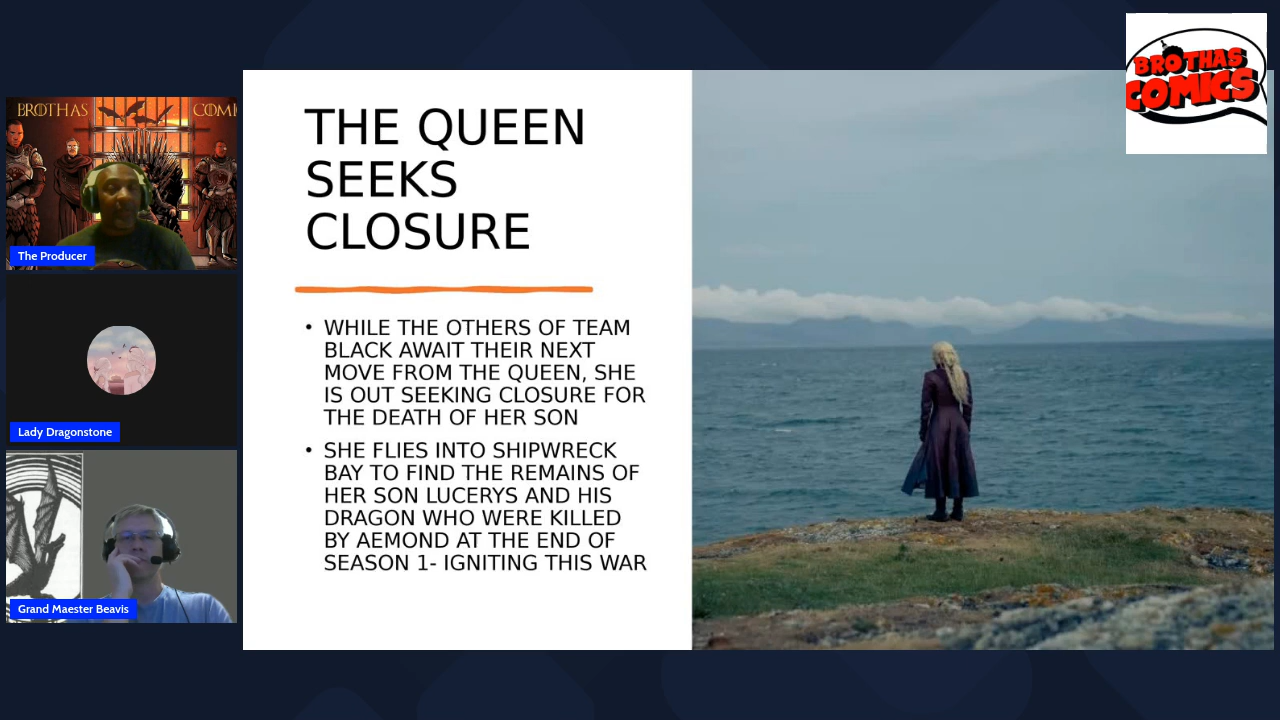 BROTHAS
COMICS
BROTHAS COMI
The Producer
Lady Dragonstone
Grand Maester Beavis
THE QUEEN
SEEKS
CLOSURE
• WHILE THE OTHERS OF TEAM
BLACK AWAIT THEIR NEXT
MOVE FROM THE QUEEN, SHE
IS OUT SEEKING CLOSURE FOR
THE DEATH OF HER SON
• SHE FLIES INTO SHIPWRECK
BAY TO FIND THE REMAINS OF
HER SON LUCERYS AND HIS
DRAGON WHO WERE KILLED
BY AEMOND AT THE END OF
SEASON 1- IGNITING THIS WAR